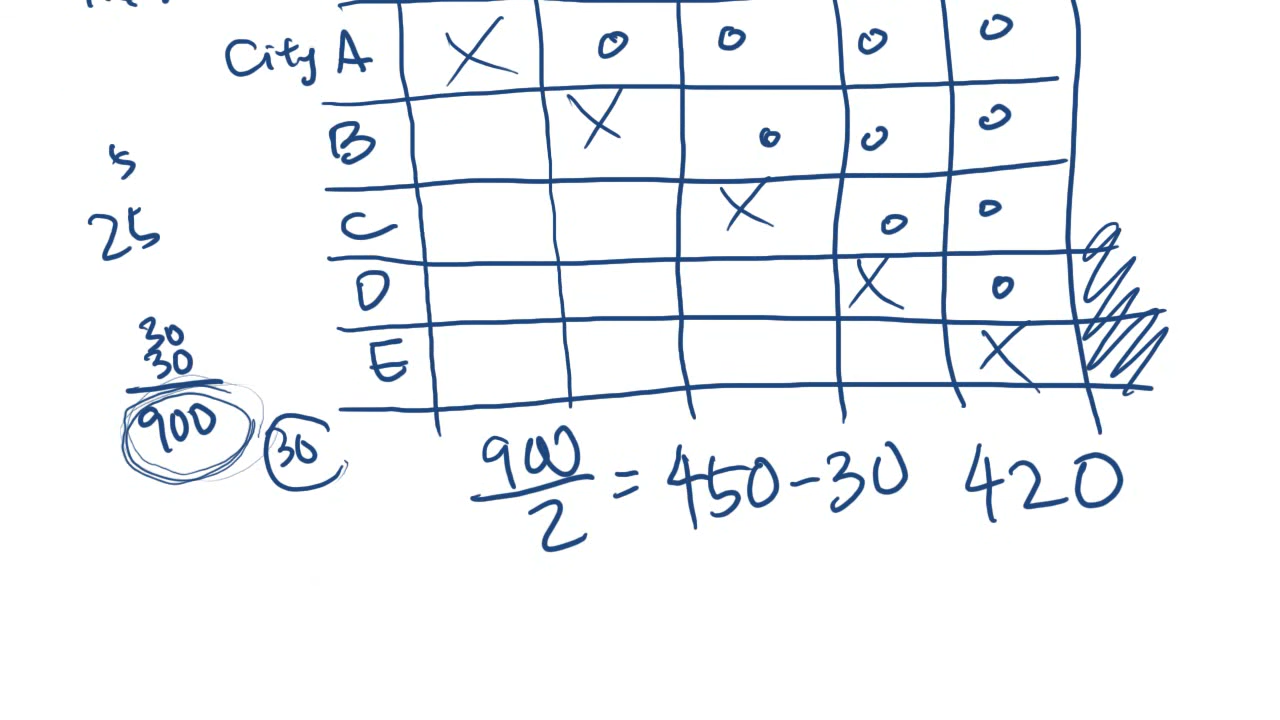 City A X o o o o
B X o o o
5
25
C X o o
D X o
30
30
E X
900
30
900
2
= 450 - 30 420